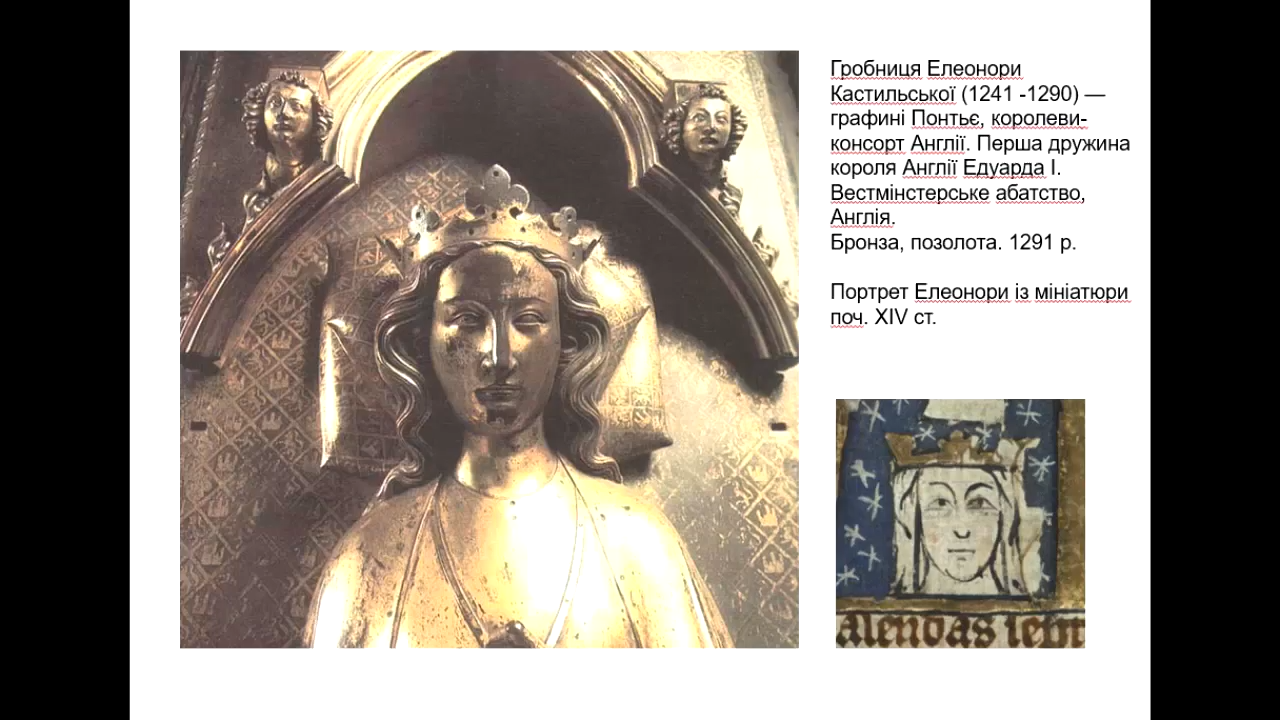 Гробниця Елеонори
Кастильської (1241 -1290) —
графині Понтьє, королеви-
консорт Англії. Перша дружина
короля Англії Едуарда І.
Вестмінстерське абатство,
Англія.
Бронза, позолота. 1291 р.
Портрет Елеонори із мініатюри
поч. XIV ст.
alendas